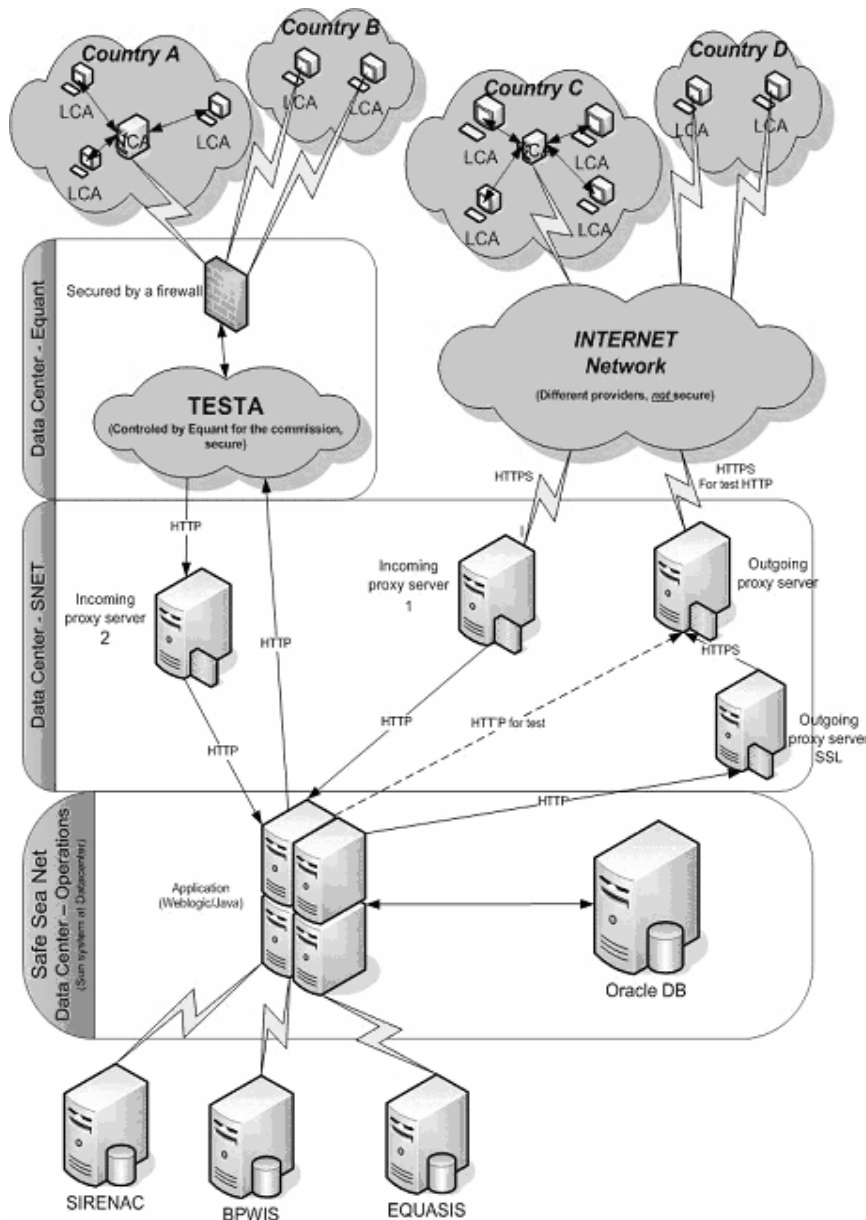 Country A
Country B
Country C
Country D
LCA
LCA
LCA
LCA
LCA
LCA
LCA
LCA
LCA
LCA
LCA
Data Center - Equant
Secured by a firewall
TESTA
(Controled by Equant for the commission,
secure)
INTERNET
Network
(Different providers, not secure)
HTTPS
HTTPS
For test HTTP
Data Center - SNET
HTTP
Incoming
proxy server
2
Incoming
proxy server
1
Outgoing
proxy server
HTTP
HTTPS
HTTP
HTTP
HTTP for test
Outgoing
proxy server
SSL
HTTP
Safe Sea Net
Data Center – Operations
(Sun system at Datacenter)
Application
(Weblogic/Java)
Oracle DB
SIRENAC
BPWIS
EQUASIS